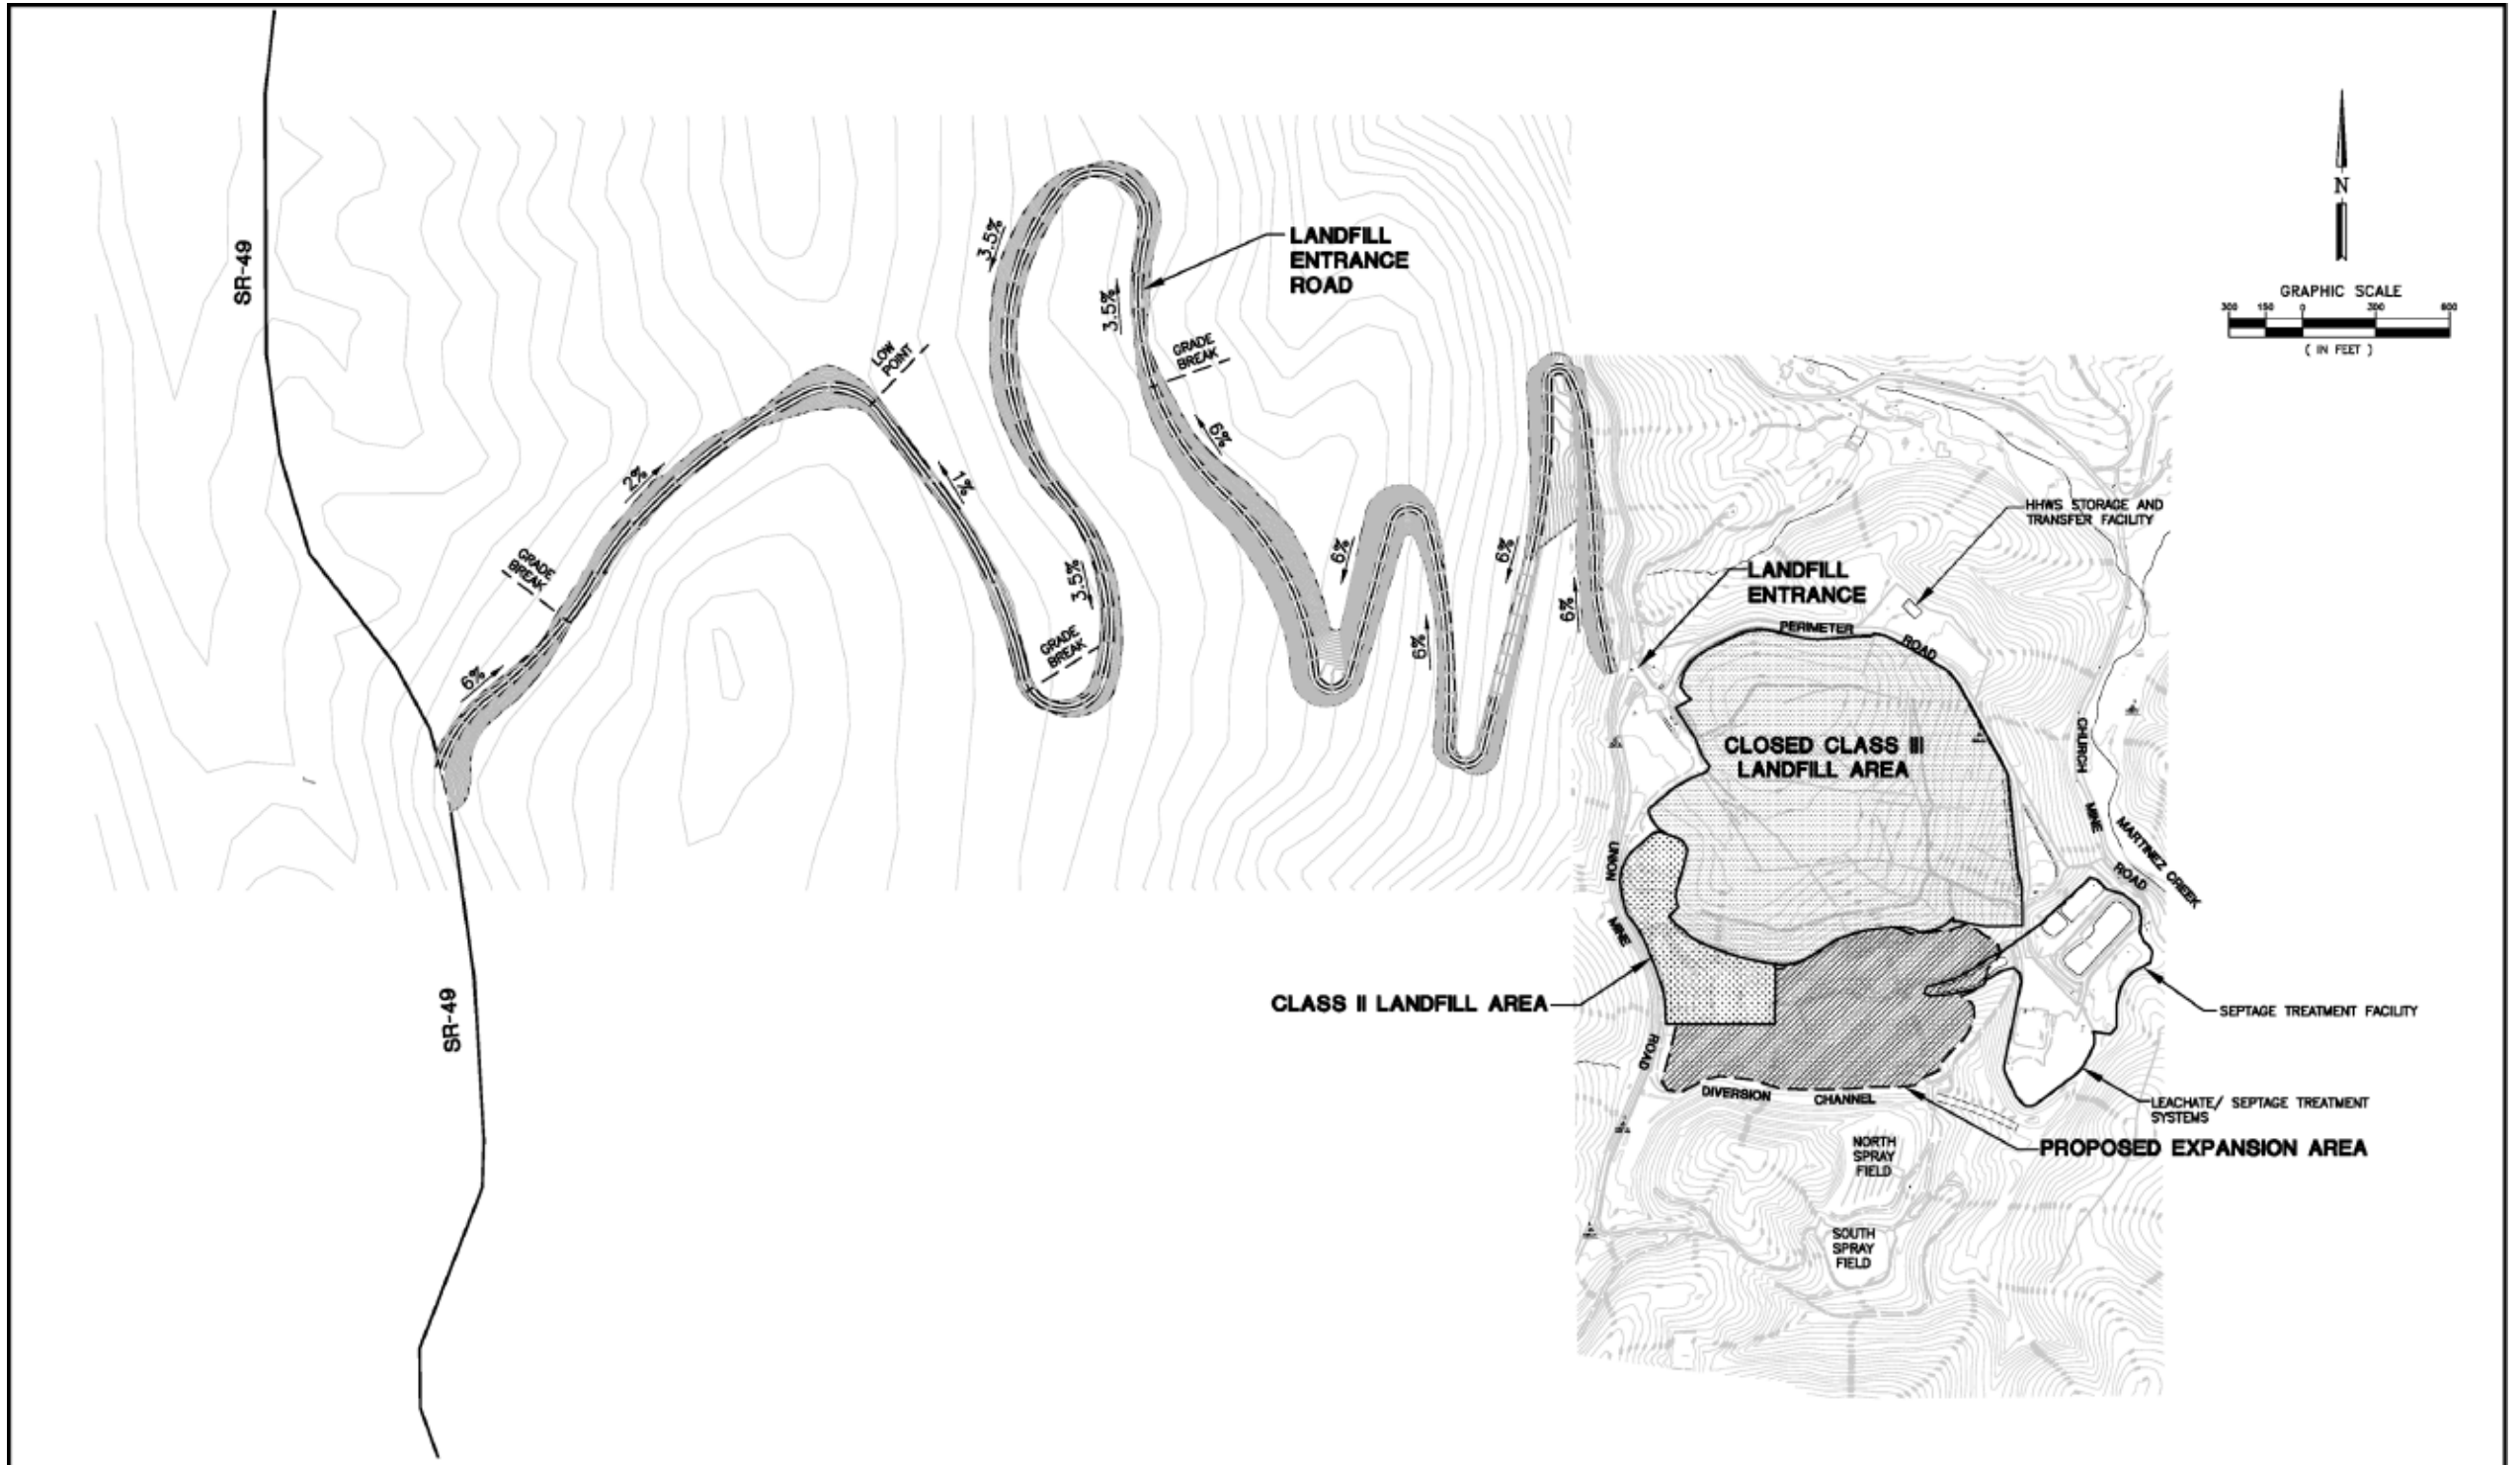 SR-49
3.5%
LANDFILL
ENTRANCE
ROAD
3.5%
GRADE
BREAK
LOW
POINT
6%
2%
1%
GRADE
BREAK
6%
3.5%
GRADE
BREAK
6%
6%
6%
6%
N
GRAPHIC SCALE
300 150 0 300 600
( IN FEET )
HHWS STORAGE AND
TRANSFER FACILITY
LANDFILL
ENTRANCE
PERIMETER ROAD
CLOSED CLASS III
LANDFILL AREA
CHURCH MINE ROAD
MARTINEZ CREEK
UNION MINE ROAD
CLASS II LANDFILL AREA
SEPTAGE TREATMENT FACILITY
LEACHATE/ SEPTAGE TREATMENT
SYSTEMS
DIVERSION CHANNEL
PROPOSED EXPANSION AREA
NORTH
SPRAY
FIELD
SOUTH
SPRAY
FIELD
SR-49